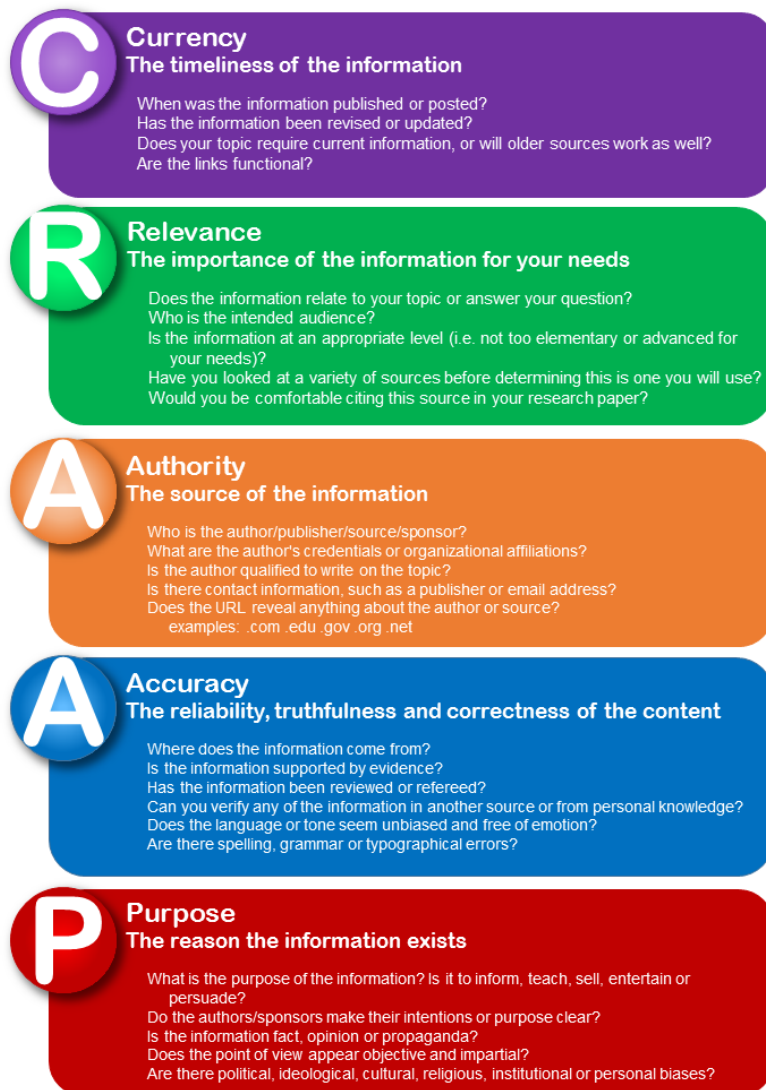 C
Currency
The timeliness of the information
When was the information published or posted?
Has the information been revised or updated?
Does your topic require current information, or will older sources work as well?
Are the links functional?
R
Relevance
The importance of the information for your needs
Does the information relate to your topic or answer your question?
Who is the intended audience?
Is the information at an appropriate level (i.e. not too elementary or advanced for
your needs)?
Have you looked at a variety of sources before determining this is one you will use?
Would you be comfortable citing this source in your research paper?
A
Authority
The source of the information
Who is the author/publisher/source/sponsor?
What are the author's credentials or organizational affiliations?
Is the author qualified to write on the topic?
Is there contact information, such as a publisher or email address?
Does the URL reveal anything about the author or source?
examples: .com .edu .gov .org .net
A
Accuracy
The reliability, truthfulness and correctness of the content
Where does the information come from?
Is the information supported by evidence?
Has the information been reviewed or refereed?
Can you verify any of the information in another source or from personal knowledge?
Does the language or tone seem unbiased and free of emotion?
Are there spelling, grammar or typographical errors?
P
Purpose
The reason the information exists
What is the purpose of the information? Is it to inform, teach, sell, entertain or
persuade?
Do the authors/sponsors make their intentions or purpose clear?
Is the information fact, opinion or propaganda?
Does the point of view appear objective and impartial?
Are there political, ideological, cultural, religious, institutional or personal biases?